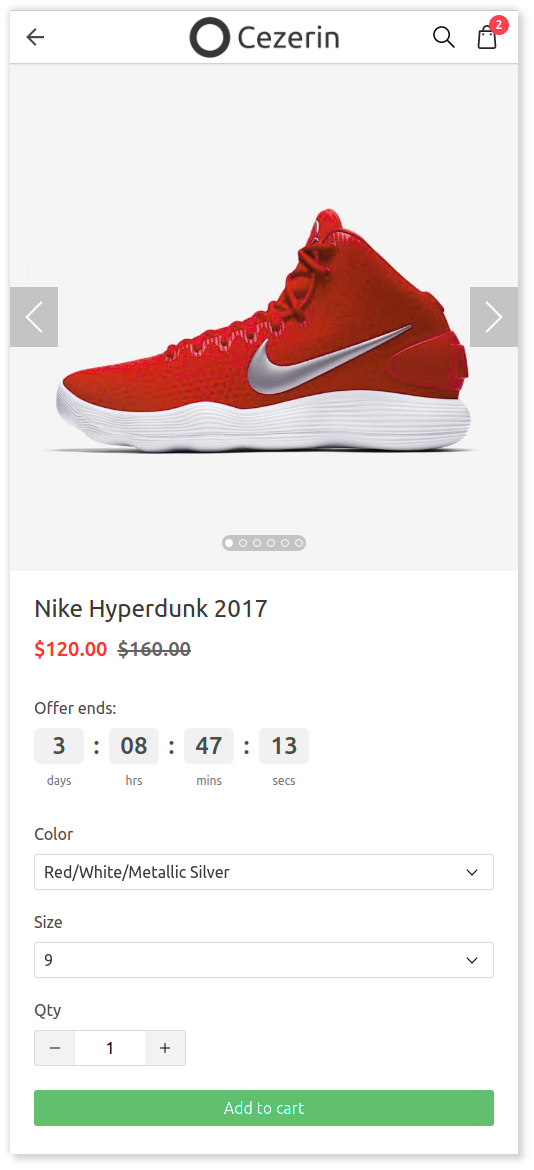 Cezerin
2
Nike Hyperdunk 2017
$120.00 $160.00
Offer ends:
3 : 08 : 47 : 13
days hrs mins secs
Color
Red/White/Metallic Silver
Size
9
Qty
− 1 +
Add to cart